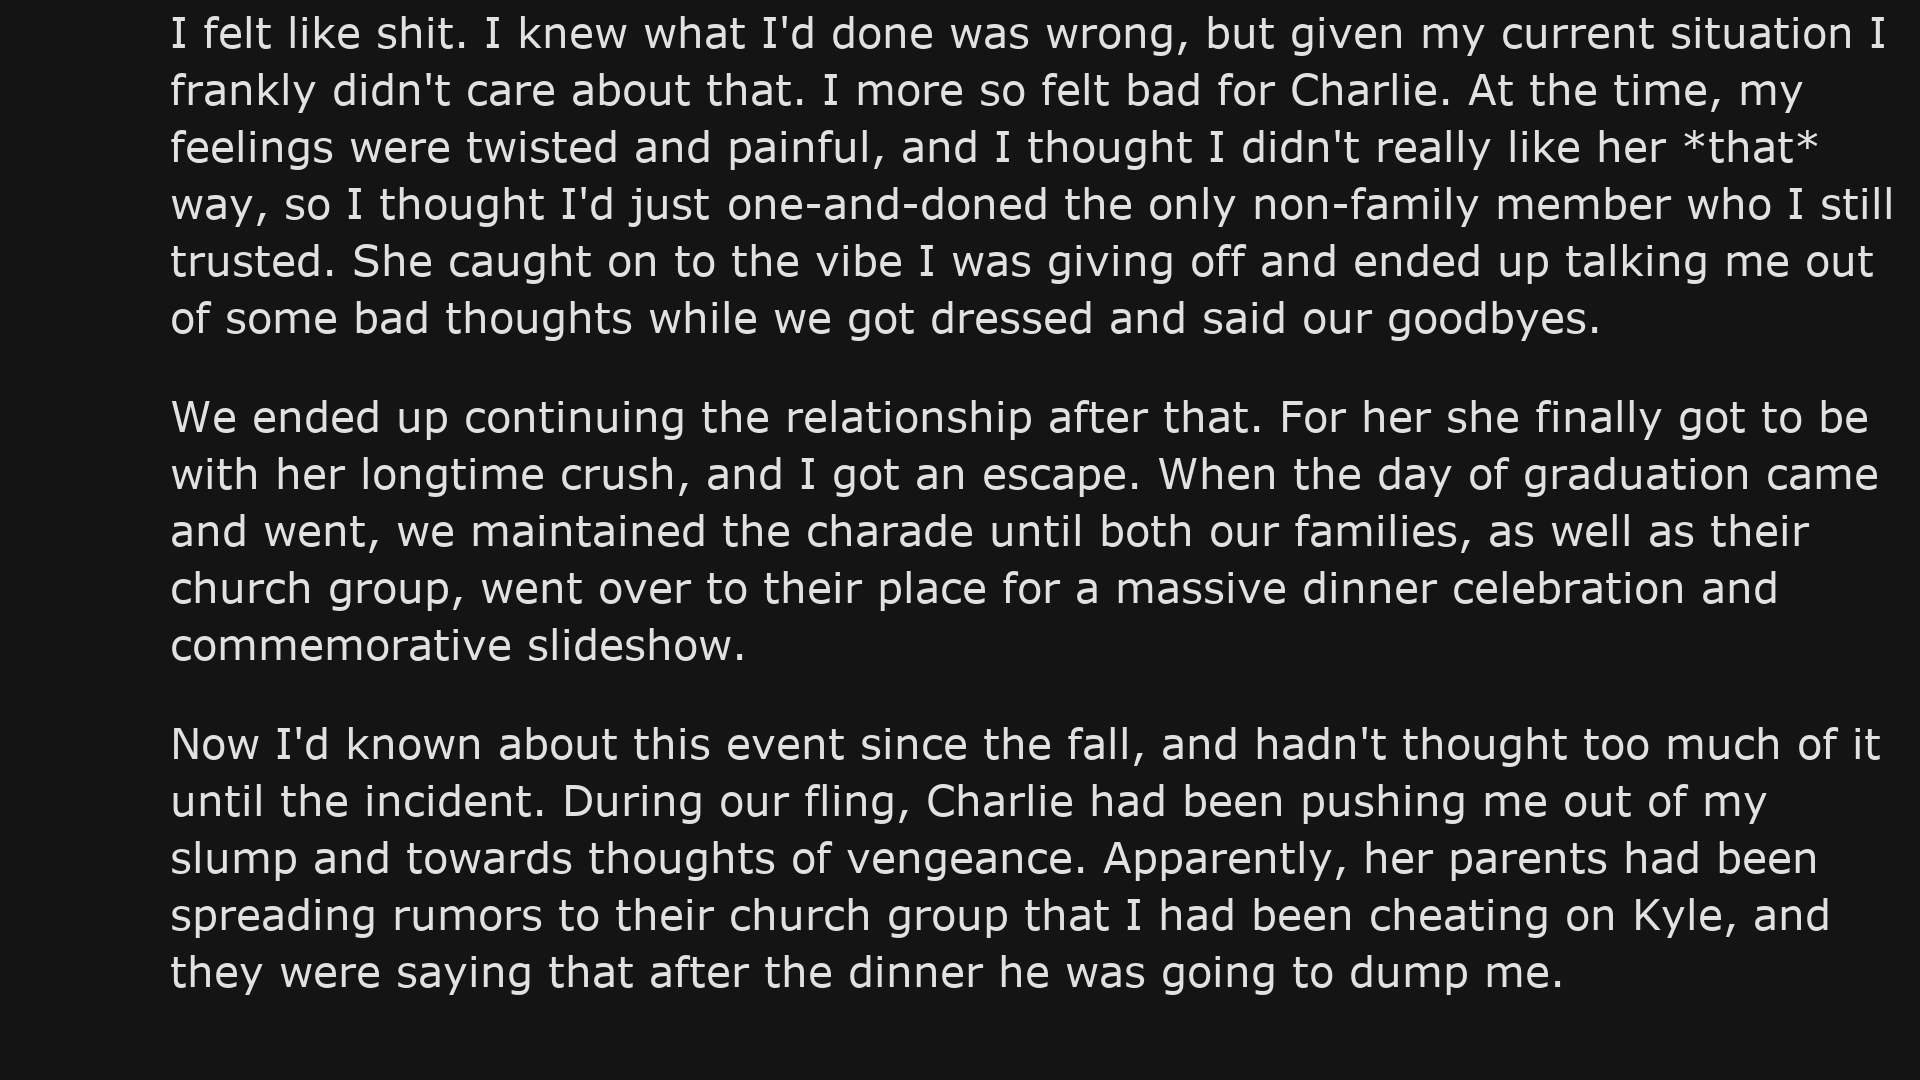 I felt like shit. I knew what I'd done was wrong, but given my current situation I
frankly didn't care about that. I more so felt bad for Charlie. At the time, my
feelings were twisted and painful, and I thought I didn't really like her *that*
way, so I thought I'd just one-and-doned the only non-family member who I still
trusted. She caught on to the vibe I was giving off and ended up talking me out
of some bad thoughts while we got dressed and said our goodbyes.
We ended up continuing the relationship after that. For her she finally got to be
with her longtime crush, and I got an escape. When the day of graduation came
and went, we maintained the charade until both our families, as well as their
church group, went over to their place for a massive dinner celebration and
commemorative slideshow.
Now I'd known about this event since the fall, and hadn't thought too much of it
until the incident. During our fling, Charlie had been pushing me out of my
slump and towards thoughts of vengeance. Apparently, her parents had been
spreading rumors to their church group that I had been cheating on Kyle, and
they were saying that after the dinner he was going to dump me.